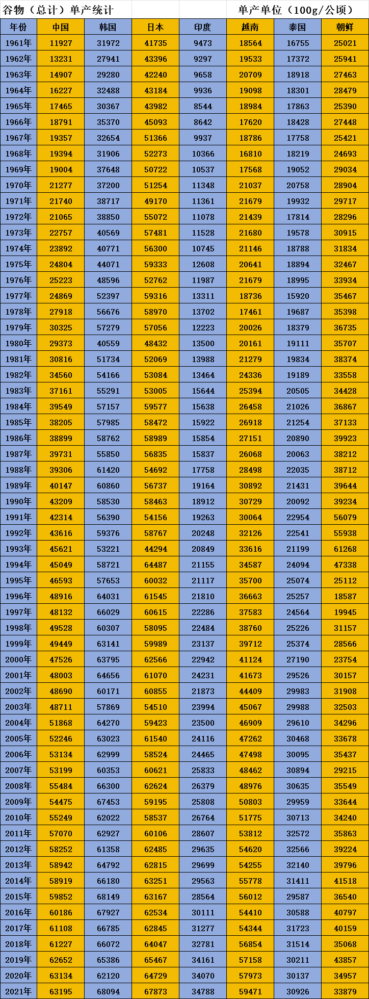 谷物（总计）单产统计 单产单位（100g/公顷）
年份 中国 韩国 日本 印度 越南 泰国 朝鲜
1961年 11927 31972 41735 9473 18564 16755 25021
1962年 13231 27941 43396 9297 19533 17372 25941
1963年 14907 29280 42240 9658 20709 18918 27463
1964年 16227 32488 43184 9936 19098 18301 28479
1965年 17465 30367 43982 8544 18984 17863 25390
1966年 18791 35370 45093 8642 17620 18428 27448
1967年 19357 32654 51366 9937 18786 17758 25421
1968年 19394 31906 52273 10366 16810 18219 24693
1969年 19004 37648 50722 10537 17568 19052 29034
1970年 21277 37200 51254 11348 21037 20758 28904
1971年 21740 38717 49170 11361 21679 19932 29717
1972年 21065 38850 55072 11078 21439 17814 28296
1973年 22757 40569 57481 11528 21680 19578 30915
1974年 23892 40771 56300 10745 21146 18788 31834
1975年 24804 44071 59333 12608 20641 18894 32467
1976年 25223 48596 52762 11987 21679 18995 33934
1977年 24869 52397 59316 13311 18736 15920 35467
1978年 27918 56676 58970 13702 17461 19687 35398
1979年 30325 57279 57056 12223 20026 18379 36735
1980年 29373 40559 48432 13500 20161 19111 35707
1981年 30816 51734 52069 13988 21279 19834 38374
1982年 34560 54166 53084 13464 24336 19189 33558
1983年 37161 55291 53005 15644 25394 20505 34428
1984年 39549 57157 59577 15638 26458 21026 36867
1985年 38205 57985 58472 15922 26918 21254 37133
1986年 38899 58762 58989 15854 27151 20890 39923
1987年 39731 55850 56835 15837 26068 20063 38212
1988年 39306 61420 54692 17758 28498 22035 38712
1989年 40147 60860 56737 19164 30892 21431 39644
1990年 43209 58530 58463 18912 30729 20092 39234
1991年 42314 56390 54156 19263 30064 22954 56079
1992年 43616 59376 58767 20248 32126 22541 55938
1993年 45621 53221 44294 20849 33616 21199 61268
1994年 45049 58721 64487 21155 34587 24094 47338
1995年 46593 57653 60032 21117 35700 25074 25112
1996年 48916 64031 61545 21810 36663 25257 18587
1997年 48132 66029 60615 22286 37583 24564 19945
1998年 49528 60307 58095 22484 38760 25226 31157
1999年 49449 63141 59989 23137 39712 25374 28566
2000年 47526 63795 62566 22942 41124 27190 23754
2001年 48003 64656 61070 24231 41673 29526 30157
2002年 48690 60171 60855 21873 44409 29983 31908
2003年 48711 57869 54510 23994 45067 29988 32503
2004年 51868 64270 59423 23500 46909 29610 34296
2005年 52246 63023 61540 24116 47262 30468 33678
2006年 53134 62999 58524 24465 47498 30095 35437
2007年 53199 60353 60621 25833 48462 30894 29215
2008年 55484 66300 62624 26379 48976 30635 35549
2009年 54475 67453 59195 25808 50803 29959 33644
2010年 55249 62022 58537 26764 51775 30713 34240
2011年 57070 62927 60106 28607 53812 32572 35863
2012年 58252 61358 62485 29635 54620 32566 39224
2013年 58942 64792 62815 29699 54255 32140 39796
2014年 58919 66180 63251 29563 55778 31411 41518
2015年 59852 68149 63167 28564 56012 29587 36540
2016年 60186 67927 62534 30111 54410 30588 40797
2017年 61108 66785 62845 31277 54344 31723 40159
2018年 61227 66072 64047 32781 56854 31514 35068
2019年 62652 65386 65467 34161 57158 30211 43857
2020年 63134 62120 64729 34070 57973 30137 34957
2021年 63195 68094 67873 34788 59471 30926 33879